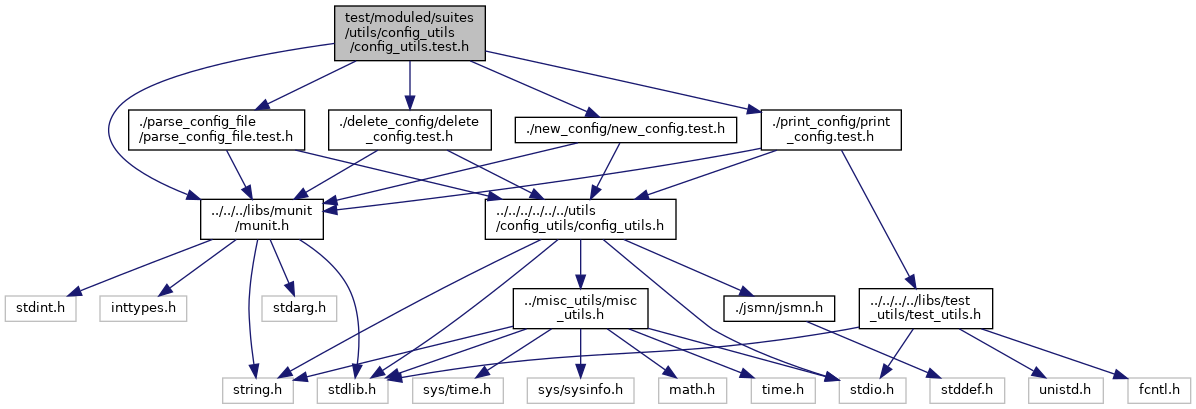 test/moduled/suites
/utils/config_utils
/config_utils.test.h
./parse_config_file
/parse_config_file.test.h
./delete_config/delete
_config.test.h
./new_config/new_config.test.h
./print_config/print
_config.test.h
../../../libs/munit
/munit.h
../../../../../../utils
/config_utils/config_utils.h
stdint.h
inttypes.h
stdarg.h
../misc_utils/misc
_utils.h
./jsmn/jsmn.h
../../../../libs/test
_utils/test_utils.h
string.h
stdlib.h
sys/time.h
sys/sysinfo.h
math.h
time.h
stdio.h
stddef.h
unistd.h
fcntl.h